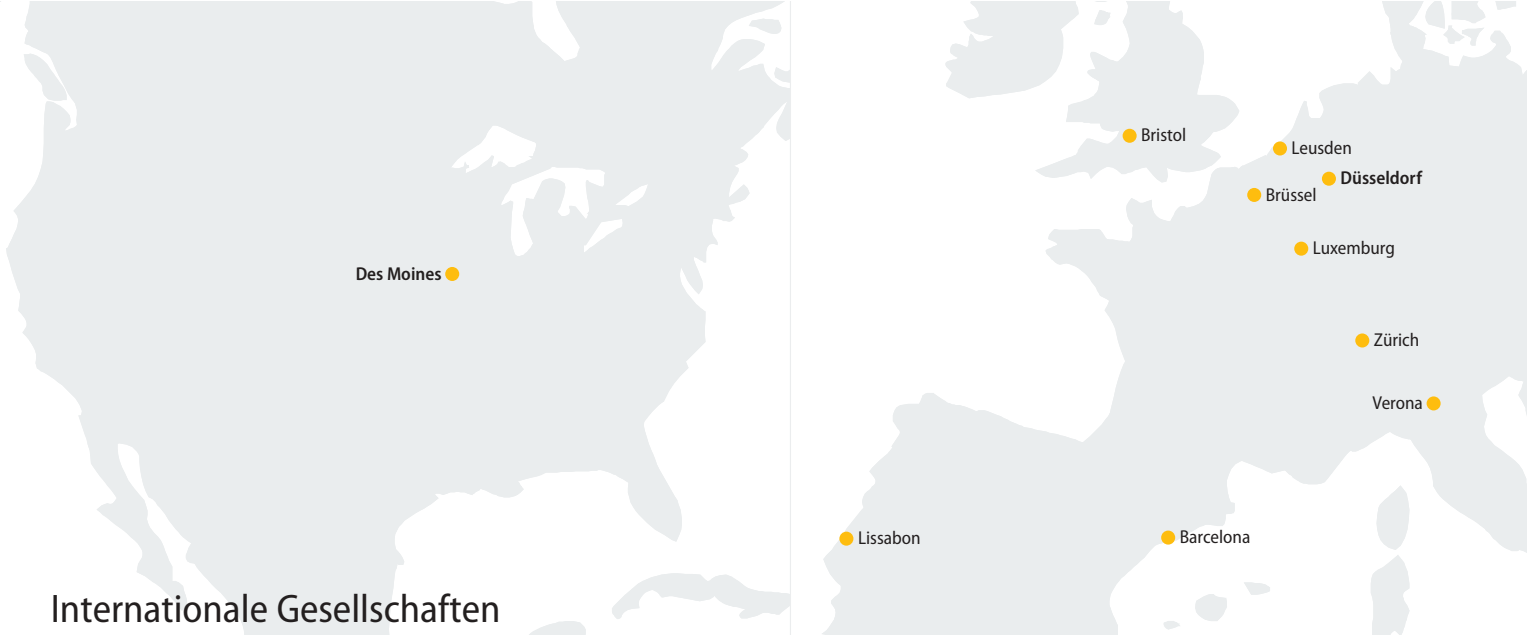 Bristol
Leusden
Düsseldorf
Brüssel
Luxemburg
Des Moines
Zürich
Verona
Lissabon
Barcelona
Internationale Gesellschaften